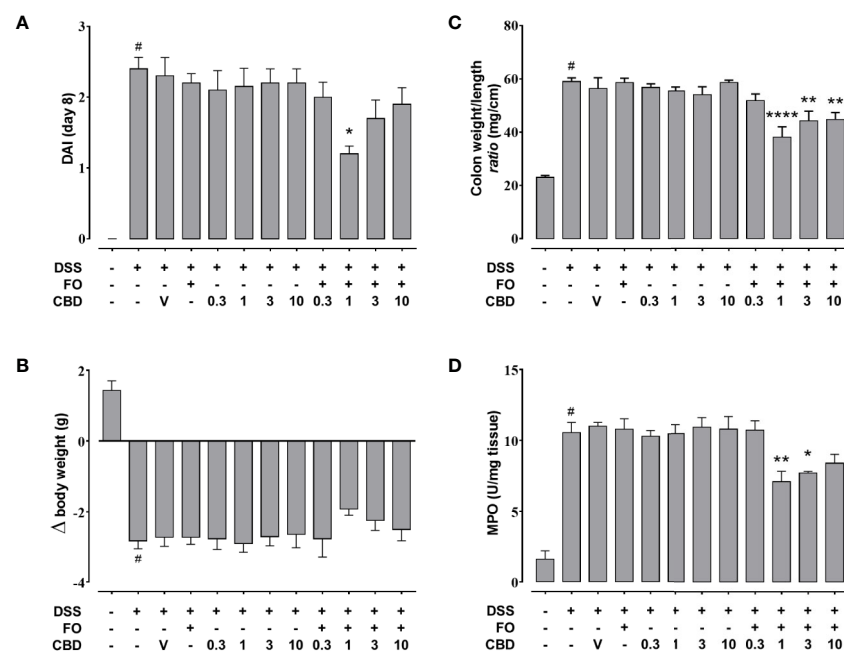 A
DAI (day 8)
3
2
1
0
#
*
DSS - + + + + + + + + + + +
FO - - - + - - - - + + + +
CBD - - V - 0.3 1 3 10 0.3 1 3 10
C
Colon weight/length
ratio (mg/cm)
80
60
40
20
0
#
****
**
**
DSS - + + + + + + + + + + +
FO - - - + - - - - + + + +
CBD - - V - 0.3 1 3 10 0.3 1 3 10
B
Δ body weight (g)
2
0
-2
-4
#
DSS - + + + + + + + + + + +
FO - - - + - - - - + + + +
CBD - - V - 0.3 1 3 10 0.3 1 3 10
D
MPO (U/mg tissue)
15
10
5
0
#
**
*
DSS - + + + + + + + + + + +
FO - - - + - - - - + + + +
CBD - - V - 0.3 1 3 10 0.3 1 3 10